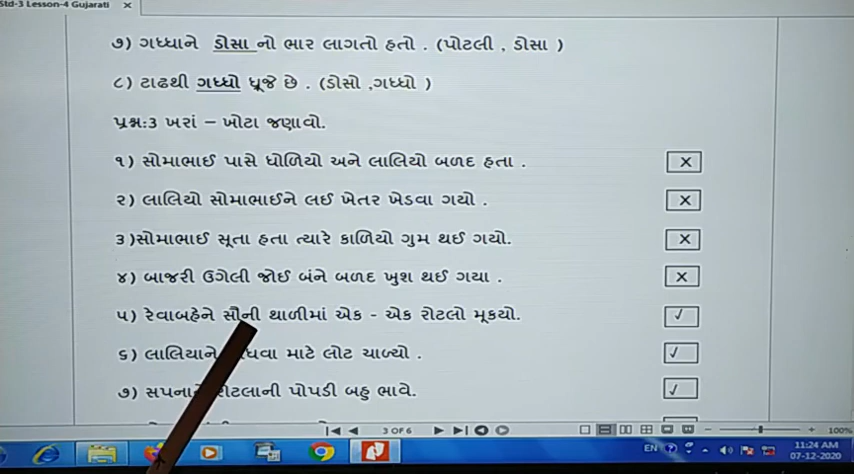 Std-3 Lesson-4 Gujarati
૭) ગધ્ધાને ડોસા નો ભાર લાગતો હતો . (પોટલી , ડોસા )
૮) ટાઢથી ગધ્ધો ધ્રૂજે છે . (ડોસો ,ગધ્ધો )
પ્રશ્ન:૩ ખરાં – ખોટા જણાવો.
૧) સોમાભાઈ પાસે ધોળિયો અને લાલિયો બળદ હતા . X
૨) લાલિયો સોમાભાઈને લઈ ખેતર ખેડવા ગયો . X
૩)સોમાભાઈ સૂતા હતા ત્યારે કાળિયો ગુમ થઈ ગયો. X
૪) બાજરી ઉગેલી જોઈ બંને બળદ ખુશ થઈ ગયા . X
૫) રેવાબહેને સૌની થાળીમાં એક - એક રોટલો મૂકયો. ✓
૬) લાલિયાને માટે લોટ ચાળ્યો . ✓
૭) રોટલાની પોપડી બહુ ભાવે. ✓
3 OF 6
100%
EN
11:24 AM
07-12-2020